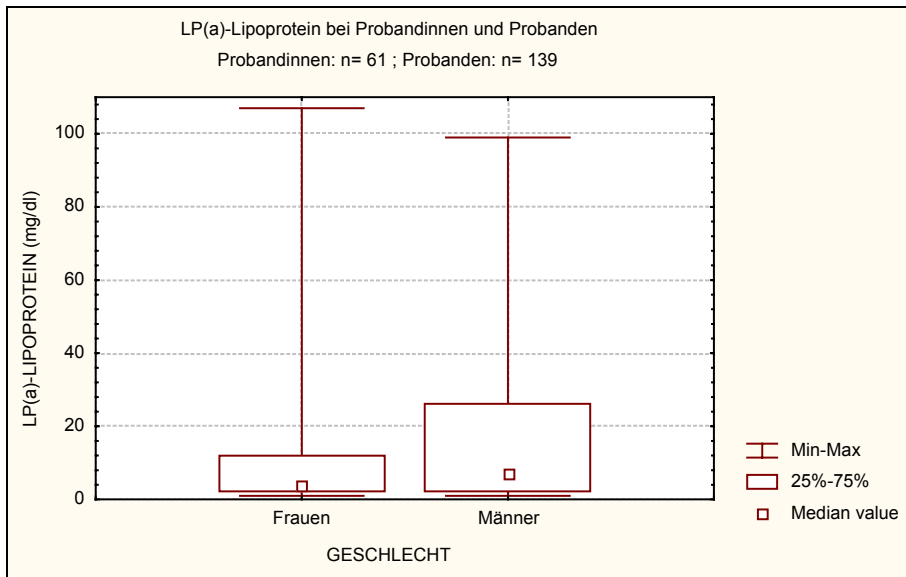 LP(a)-Lipoprotein bei Probandinnen und Probanden
Probandinnen: n= 61 ; Probanden: n= 139
LP(a)-LIPOPROTEIN (mg/dl)
100
80
60
40
20
0
Frauen
Männer
GESCHLECHT
Min-Max
25%-75%
Median value